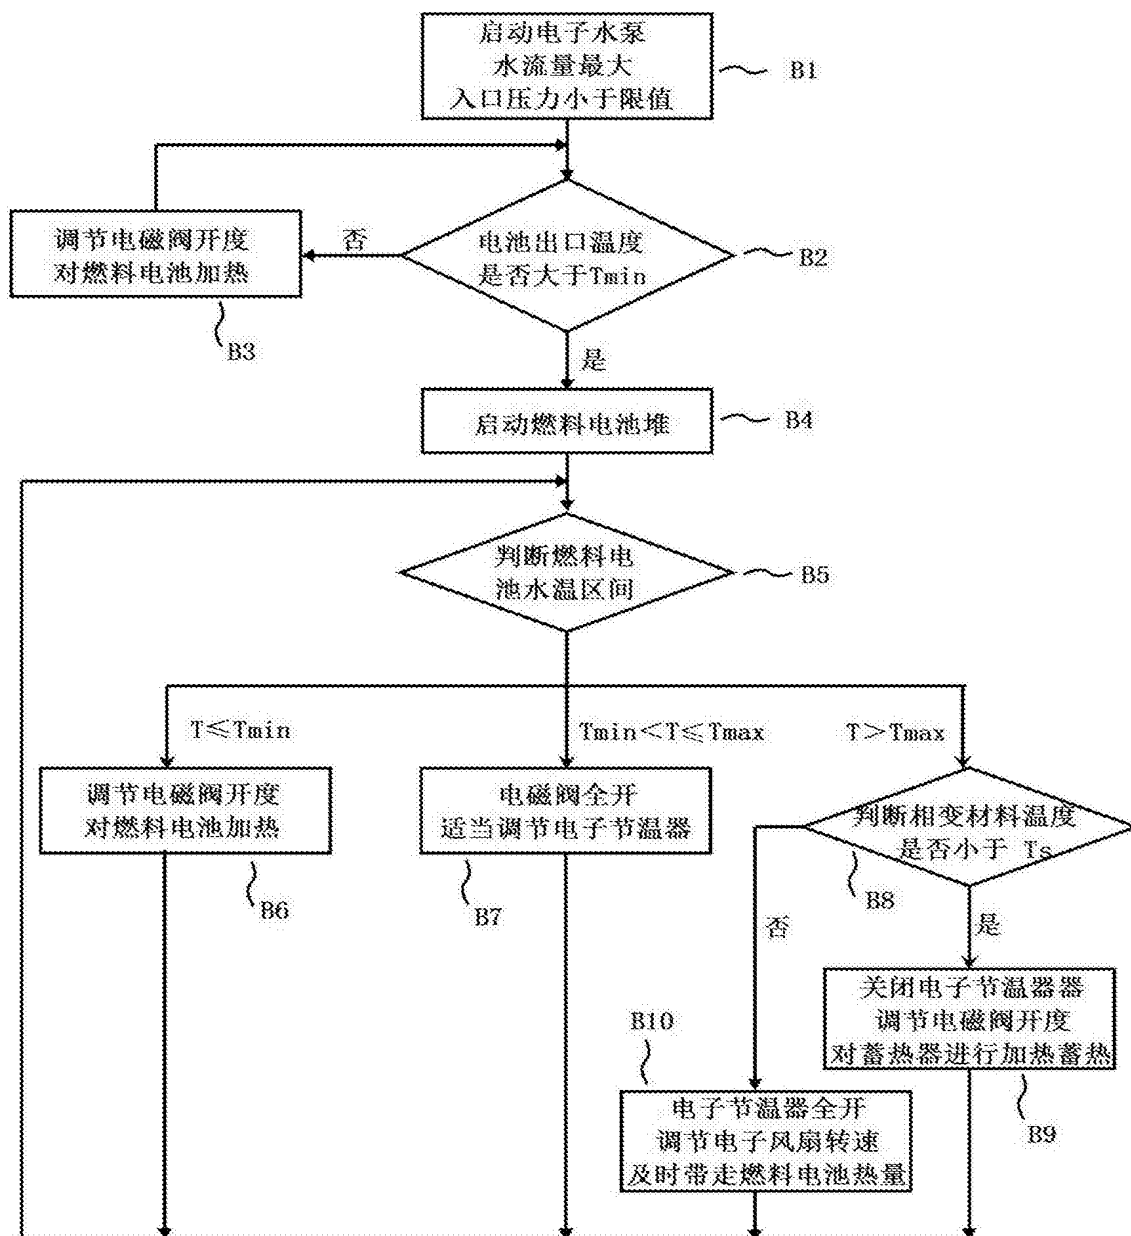 启动电子水泵
水流量最大
入口压力小于限值
B1
调节电磁阀开度
对燃料电池加热
否
电池出口温度
是否大于Tmin
B2
B3
是
启动燃料电池堆
B4
判断燃料电
池水温区间
B5
T≤Tmin
Tmin<T≤Tmax
T>Tmax
调节电磁阀开度
对燃料电池加热
电磁阀全开
适当调节电子节温器
判断相变材料温度
是否小于 Ts
B6
B7
B8
否
是
关闭电子节温器器
调节电磁阀开度
对蓄热器进行加热蓄热
B10
电子节温器全开
调节电子风扇转速
及时带走燃料电池热量
B9